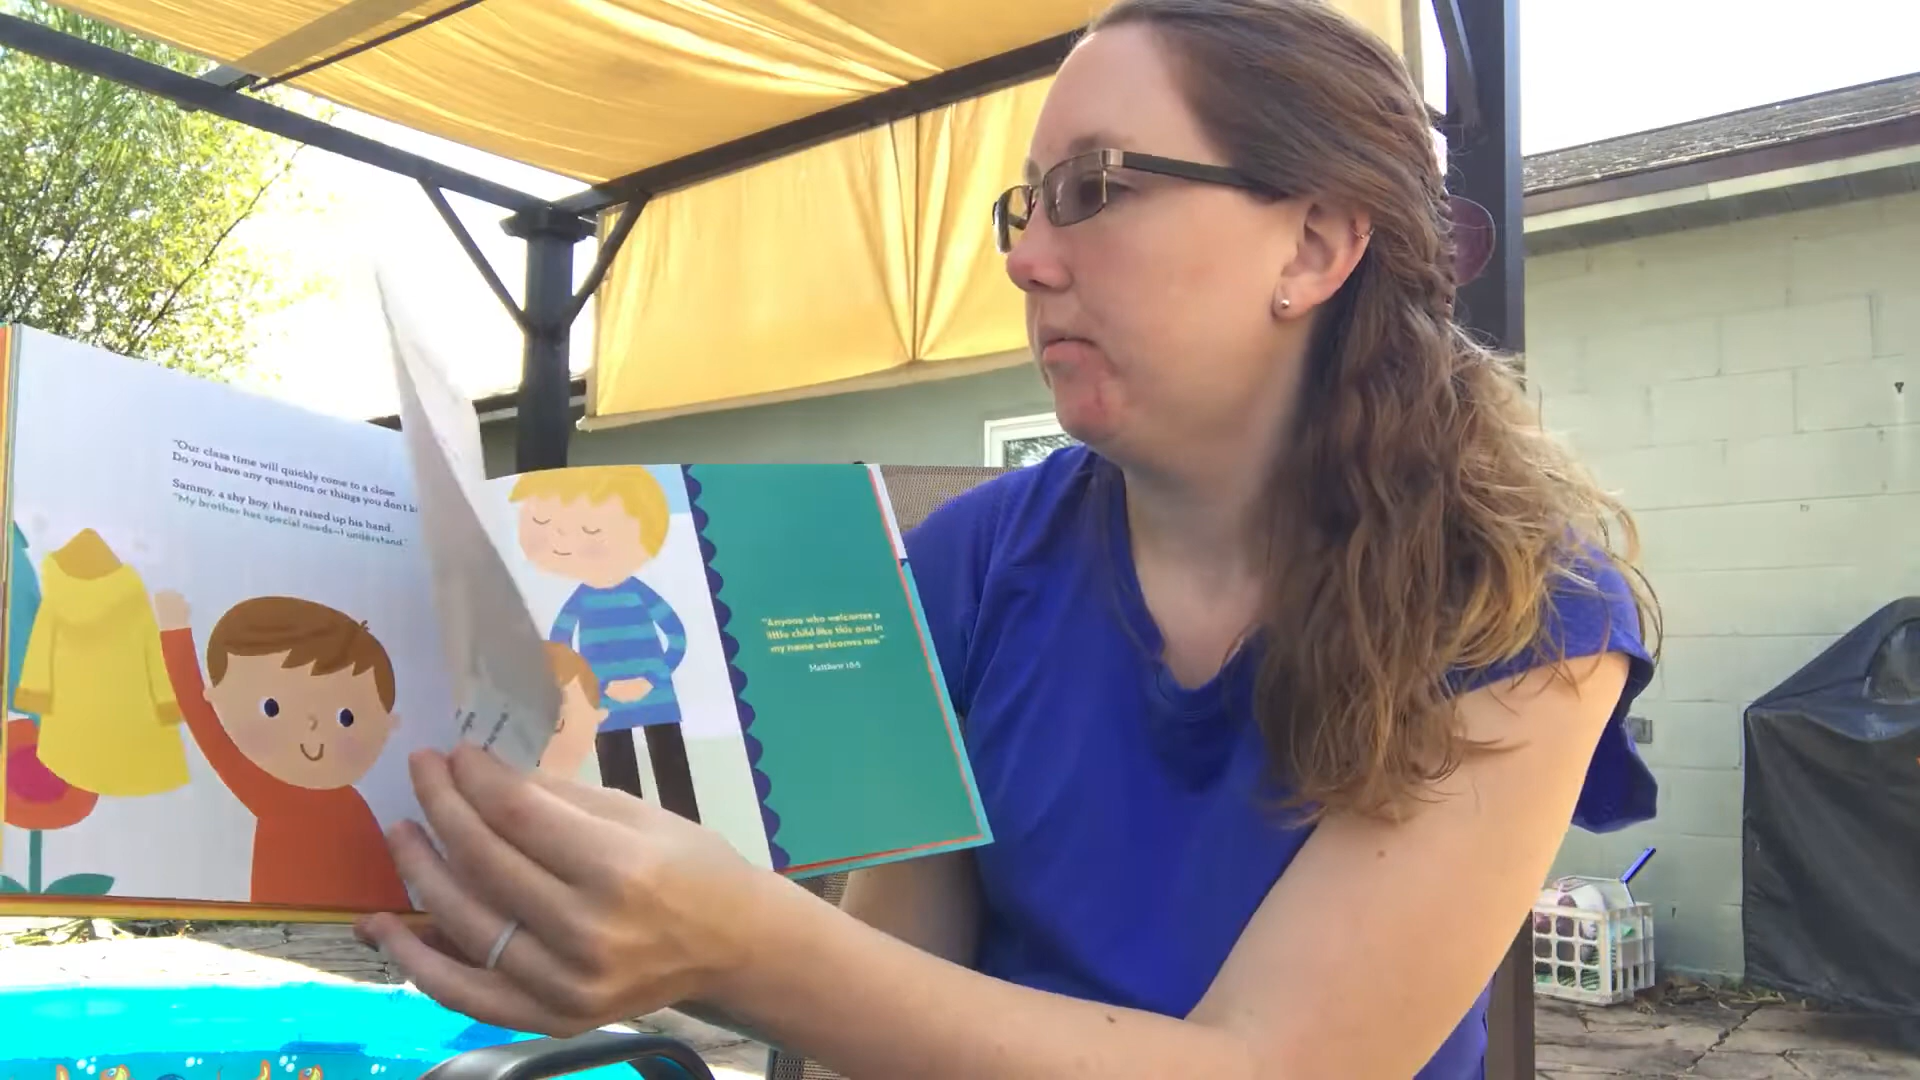 "Our class time will quickly come to a close
Do you have any questions or things you don't
Sammy, a shy boy, then raised up his hand.
"My brother has special needs—I understand."
"Anyone who welcomes a
little child like this one in
my name welcomes me."
Matthew 18:5